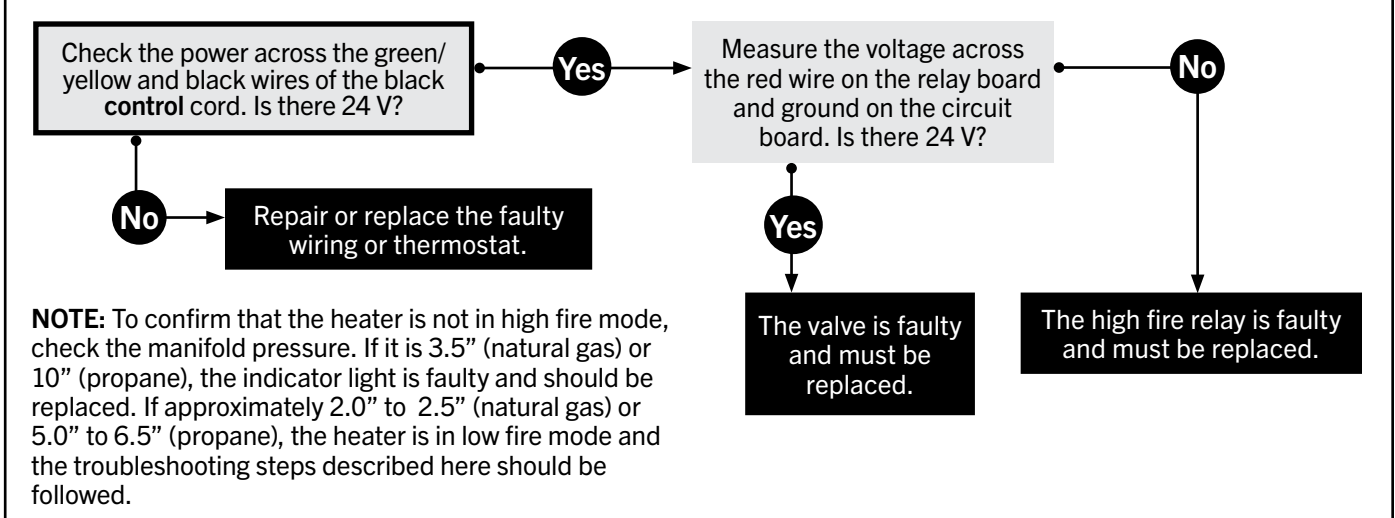 Check the power across the green/
yellow and black wires of the black
control cord. Is there 24 V?
Yes
Measure the voltage across
the red wire on the relay board
and ground on the circuit
board. Is there 24 V?
No
No
Repair or replace the faulty
wiring or thermostat.
Yes
The valve is faulty
and must be
replaced.
The high fire relay is faulty
and must be replaced.
NOTE: To confirm that the heater is not in high fire mode,
check the manifold pressure. If it is 3.5” (natural gas) or
10” (propane), the indicator light is faulty and should be
replaced. If approximately 2.0” to 2.5” (natural gas) or
5.0” to 6.5” (propane), the heater is in low fire mode and
the troubleshooting steps described here should be
followed.